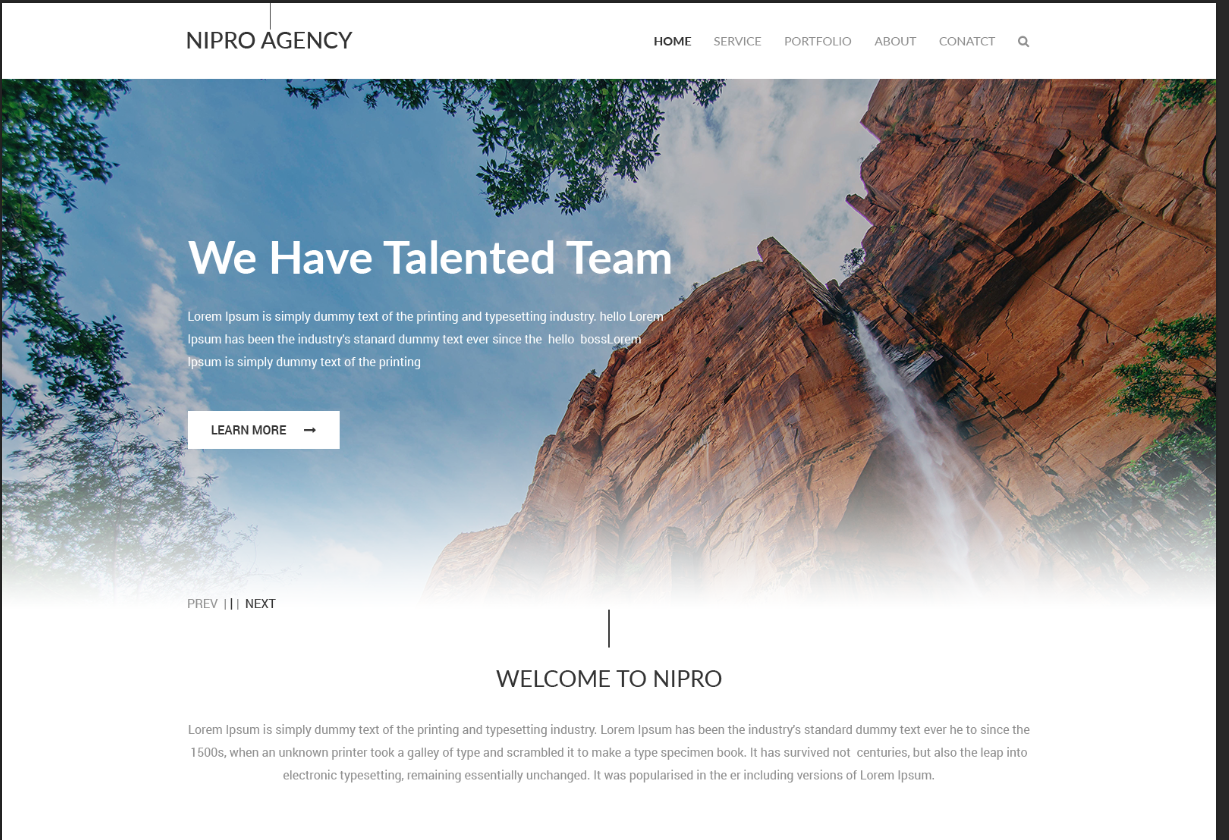 NIPRO AGENCY
HOME SERVICE PORTFOLIO ABOUT CONATCT
We Have Talented Team
Lorem Ipsum is simply dummy text of the printing and typesetting industry. hello Lorem
Ipsum has been the industry's stanard dummy text ever since the  hello  bossLorem
Ipsum is simply dummy text of the printing
LEARN MORE →
PREV | | | NEXT
WELCOME TO NIPRO
Lorem Ipsum is simply dummy text of the printing and typesetting industry. Lorem Ipsum has been the industry's standard dummy text ever he to since the
1500s, when an unknown printer took a galley of type and scrambled it to make a type specimen book. It has survived not  centuries, but also the leap into
electronic typesetting, remaining essentially unchanged. It was popularised in the er including versions of Lorem Ipsum.